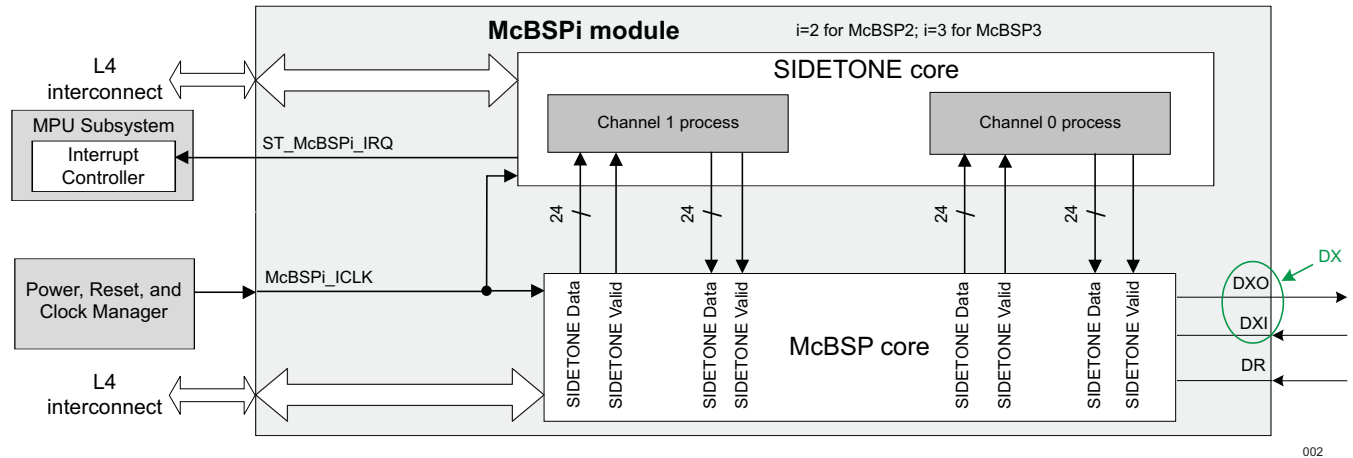 McBSPi module
i=2 for McBSP2; i=3 for McBSP3
L4
interconnect
SIDETONE core
MPU Subsystem
Interrupt
Controller
ST_McBSPi_IRQ
Channel 1 process
Channel 0 process
24
24
24
24
Power, Reset, and
Clock Manager
McBSPi_ICLK
SIDETONE Data
SIDETONE Valid
SIDETONE Data
SIDETONE Valid
SIDETONE Data
SIDETONE Valid
SIDETONE Data
SIDETONE Valid
McBSP core
DX
DXO
DXI
DR
L4
interconnect
002